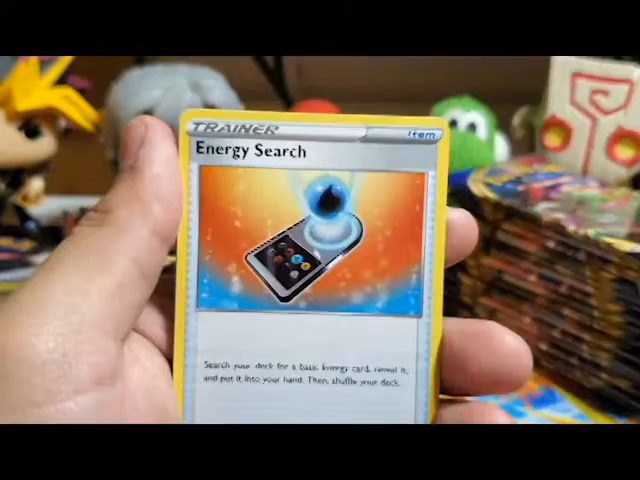 TRAINER Item
Energy Search
Search your deck for a basic Energy card, reveal it,
and put it into your hand. Then, shuffle your deck.